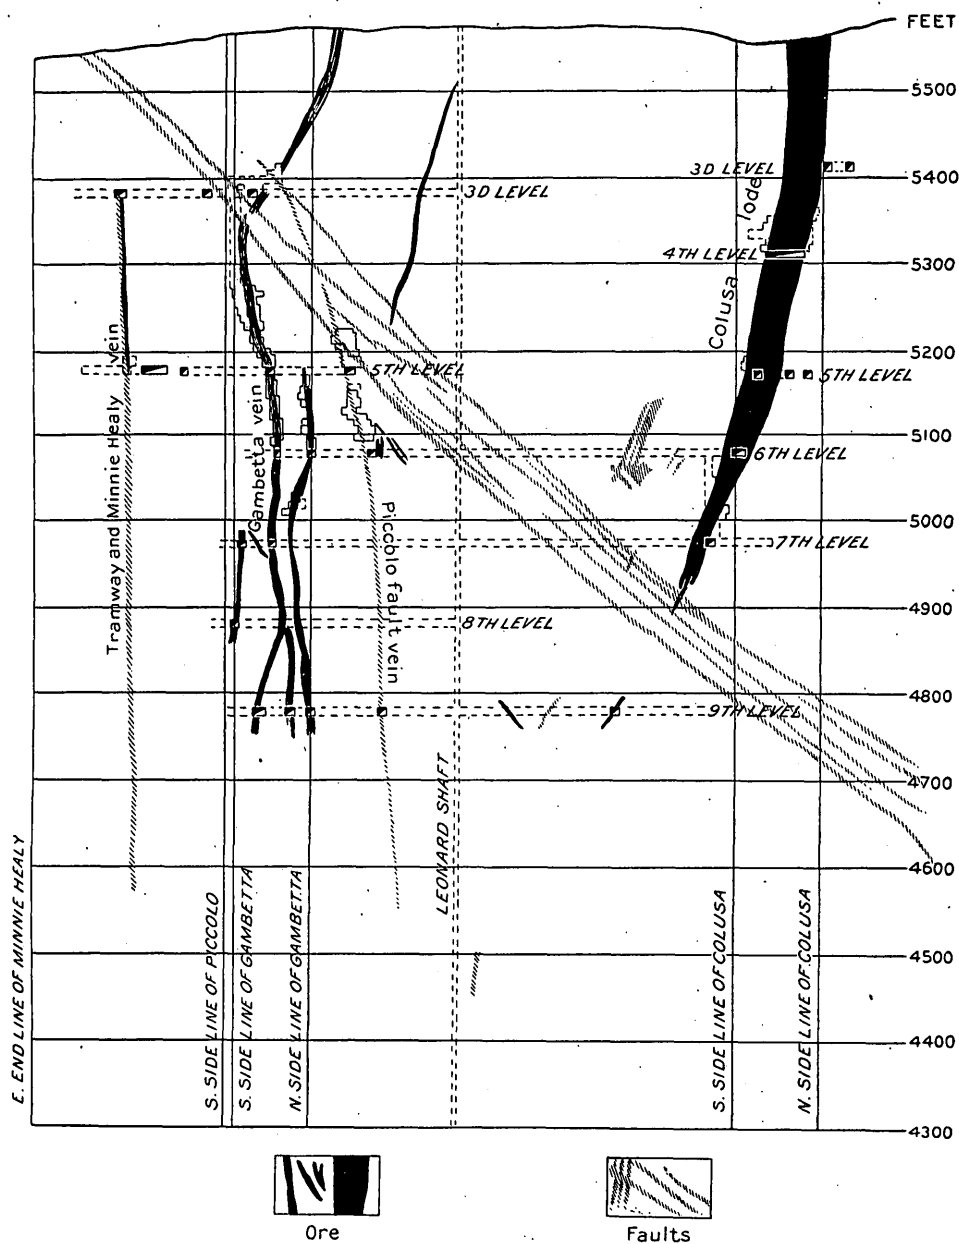 FEET
5500
3D LEVEL
5400
3D LEVEL
lode
4TH LEVEL
5300
Colusa
5200
5TH LEVEL
5TH LEVEL
Tramway and Minnie Healy vein
Gambetta vein
5100
6TH LEVEL
5000
Piccolo fault vein
7TH LEVEL
4900
8TH LEVEL
4800
9TH LEVEL
4700
LEONARD SHAFT
4600
E. END LINE OF MINNIE HEALY
S. SIDE LINE OF PICCOLO
S. SIDE LINE OF GAMBETTA
N. SIDE LINE OF GAMBETTA
S. SIDE LINE OF COLUSA
N. SIDE LINE OF COLUSA
4500
4400
4300
Ore
Faults